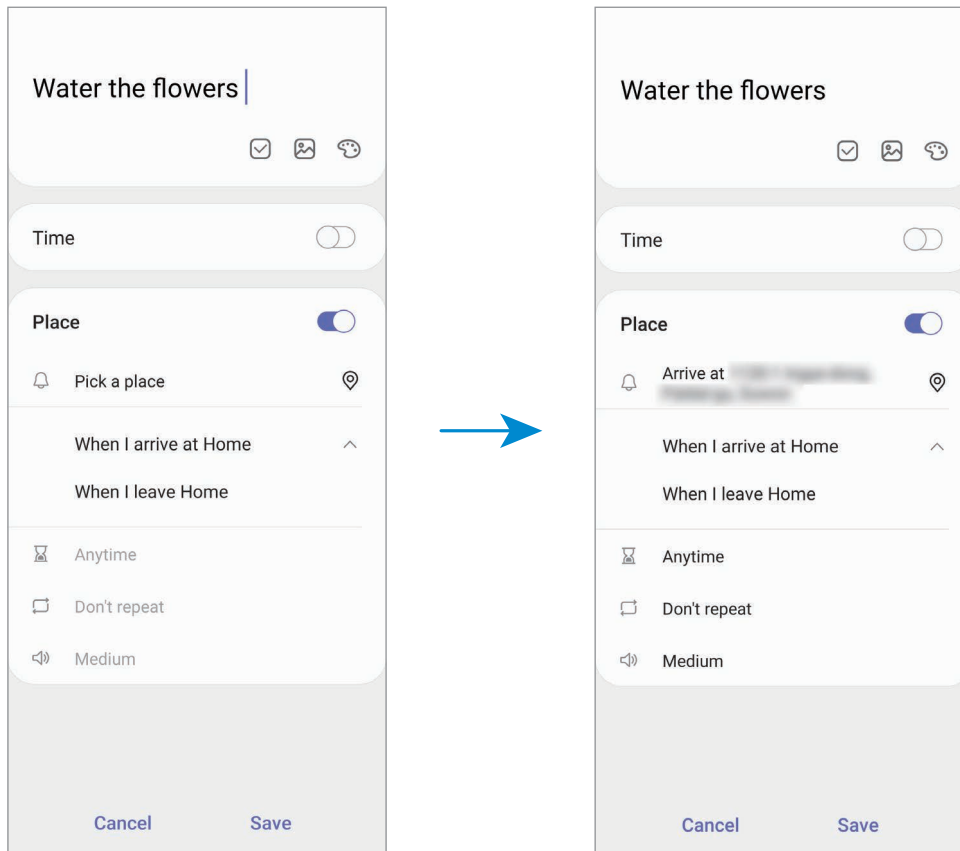 Water the flowers
Time
Place
Pick a place
When I arrive at Home
When I leave Home
Anytime
Don't repeat
Medium
Cancel Save
Water the flowers
Time
Place
Arrive at
When I arrive at Home
When I leave Home
Anytime
Don't repeat
Medium
Cancel Save